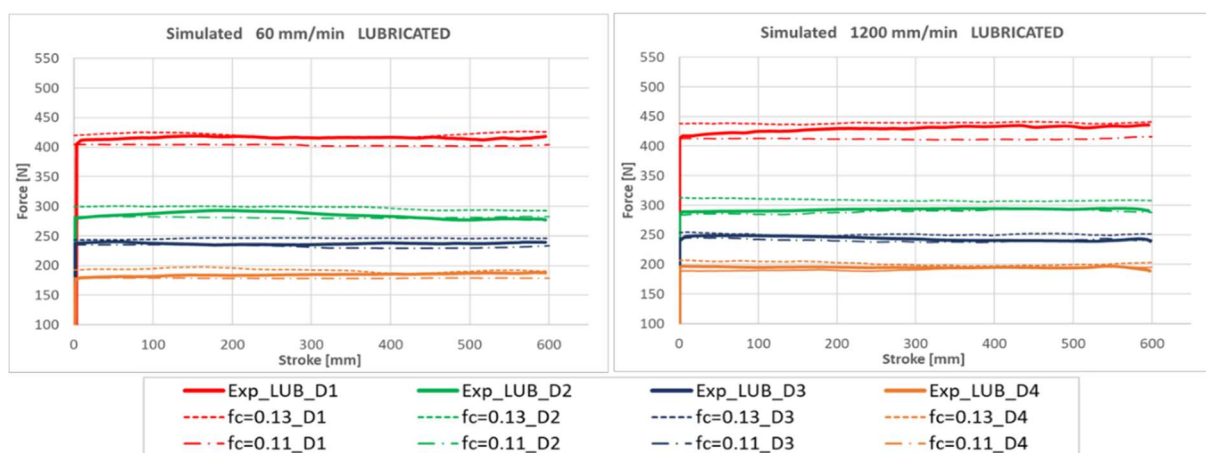 Simulated 60 mm/min LUBRICATED
550
500
450
400
350
300
250
200
150
100
Force [N]
0 100 200 300 400 500 600
Stroke [mm]
Simulated 1200 mm/min LUBRICATED
550
500
450
400
350
300
250
200
150
100
Force [N]
0 100 200 300 400 500 600
Stroke [mm]
Exp_LUB_D1 Exp_LUB_D2 Exp_LUB_D3 Exp_LUB_D4
fc=0.13_D1 fc=0.13_D2 fc=0.13_D3 fc=0.13_D4
fc=0.11_D1 fc=0.11_D2 fc=0.11_D3 fc=0.11_D4